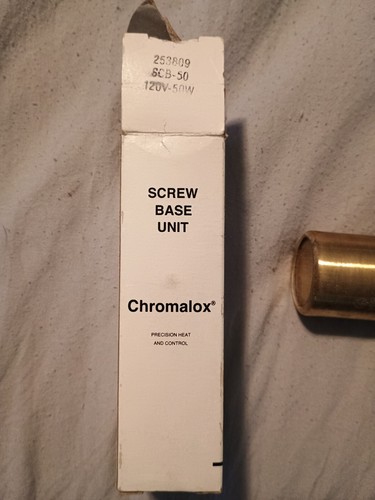 253809
SCB-50
120V-50W
SCREW
BASE
UNIT
Chromalox®
PRECISION HEAT
AND CONTROL